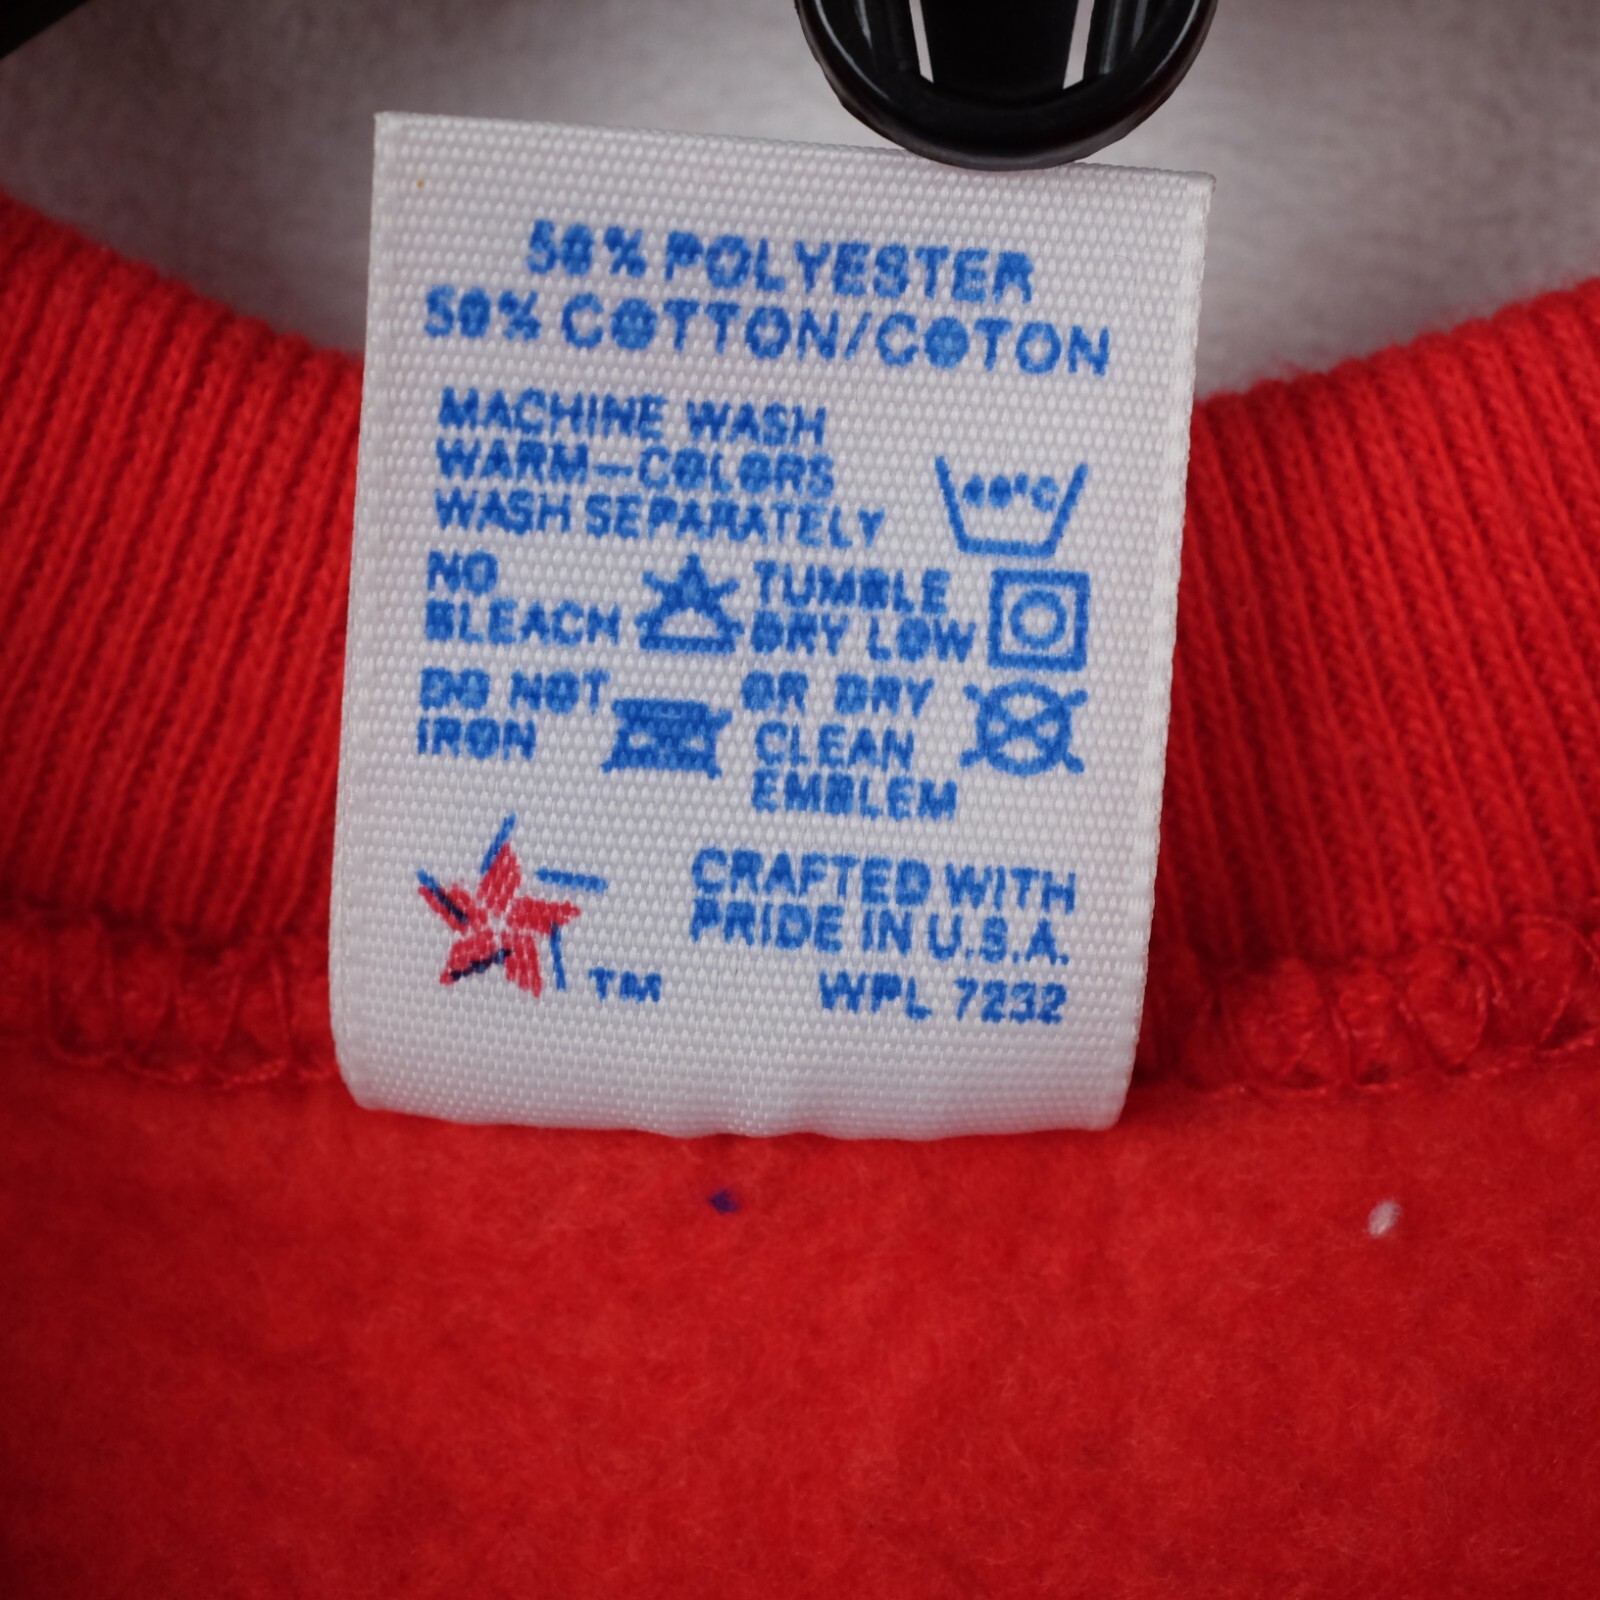 50% POLYESTER
50% COTTON/COTON
MACHINE WASH
WARM—COLORS
WASH SEPARATELY
40°C
NO
BLEACH
TUMBLE
DRY LOW
DO NOT
IRON
OR DRY
CLEAN
EMBLEM
CRAFTED WITH
PRIDE IN U.S.A.
TM
WPL 7232